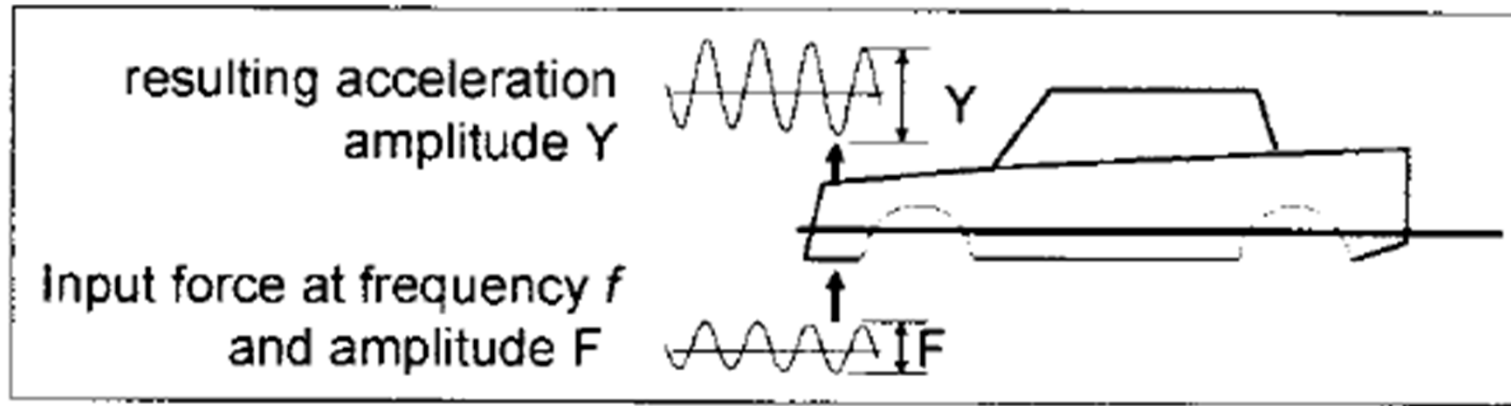 resulting acceleration
amplitude Y
Y
Input force at frequency f
and amplitude F
F